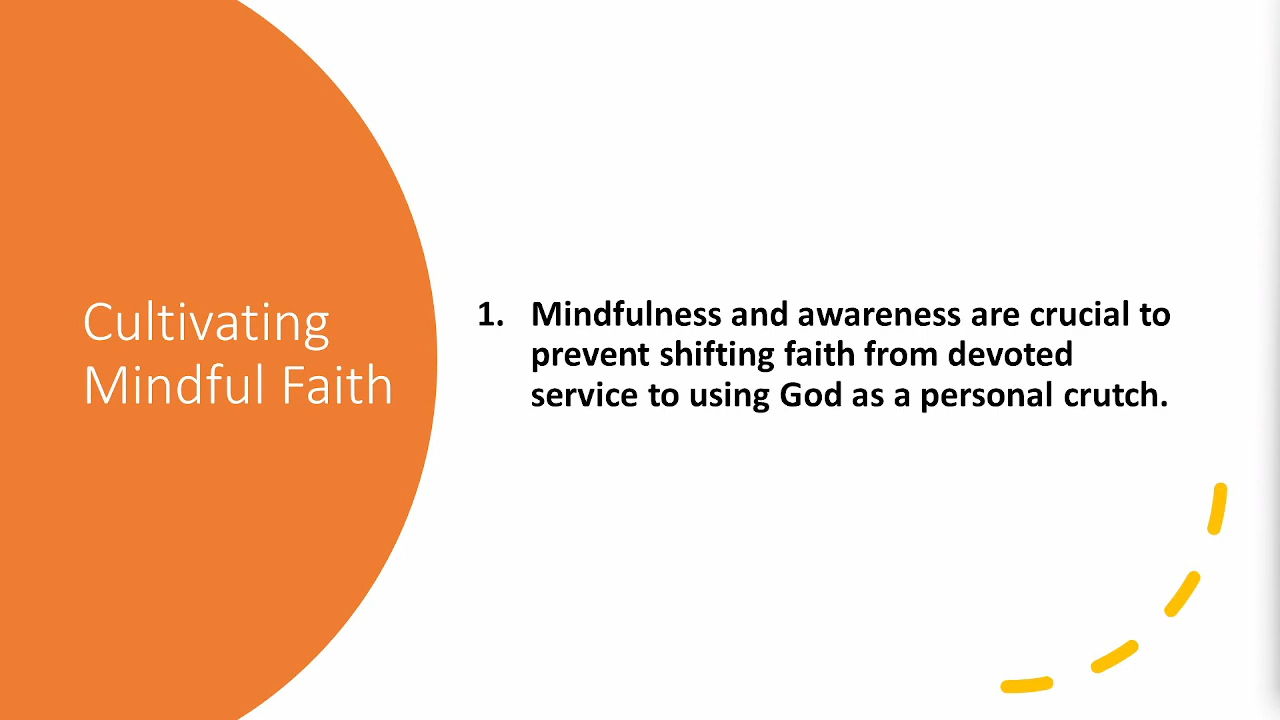 Cultivating
Mindful Faith
1. Mindfulness and awareness are crucial to
prevent shifting faith from devoted
service to using God as a personal crutch.